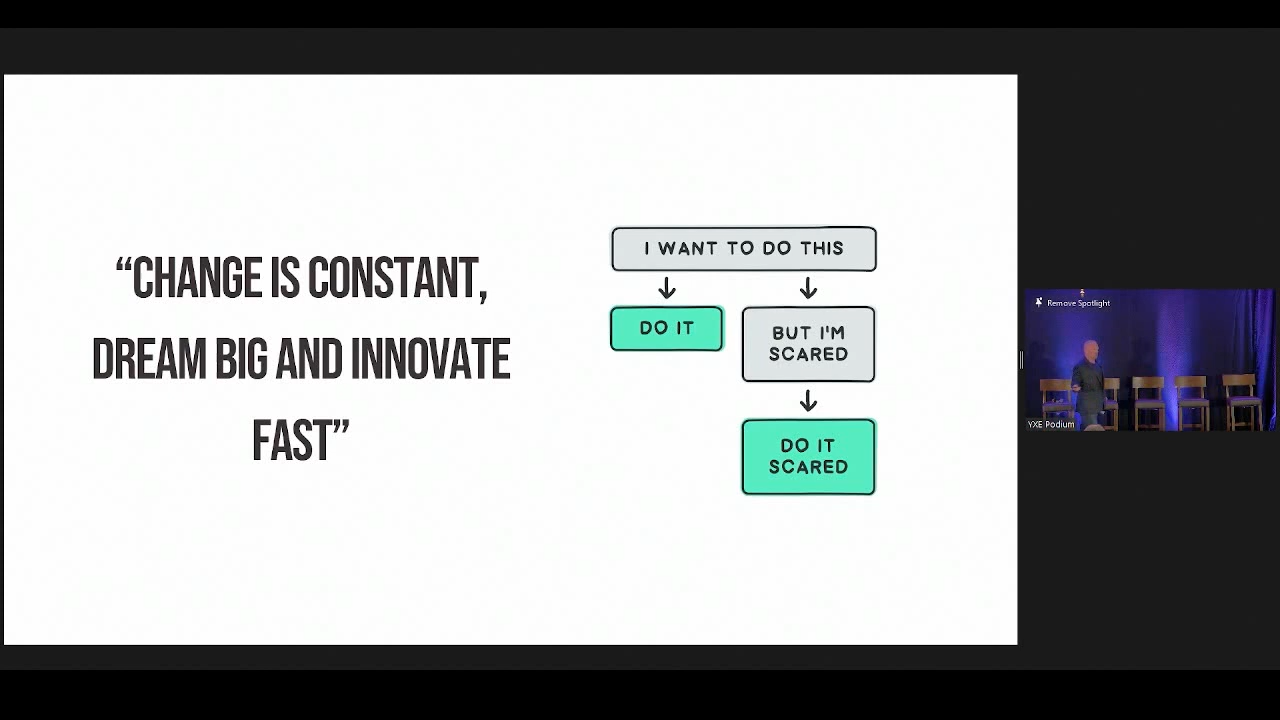 “CHANGE IS CONSTANT,
DREAM BIG AND INNOVATE
FAST”
I WANT TO DO THIS
DO IT
BUT I'M
SCARED
DO IT
SCARED
Remove Spotlight
YXE Podium